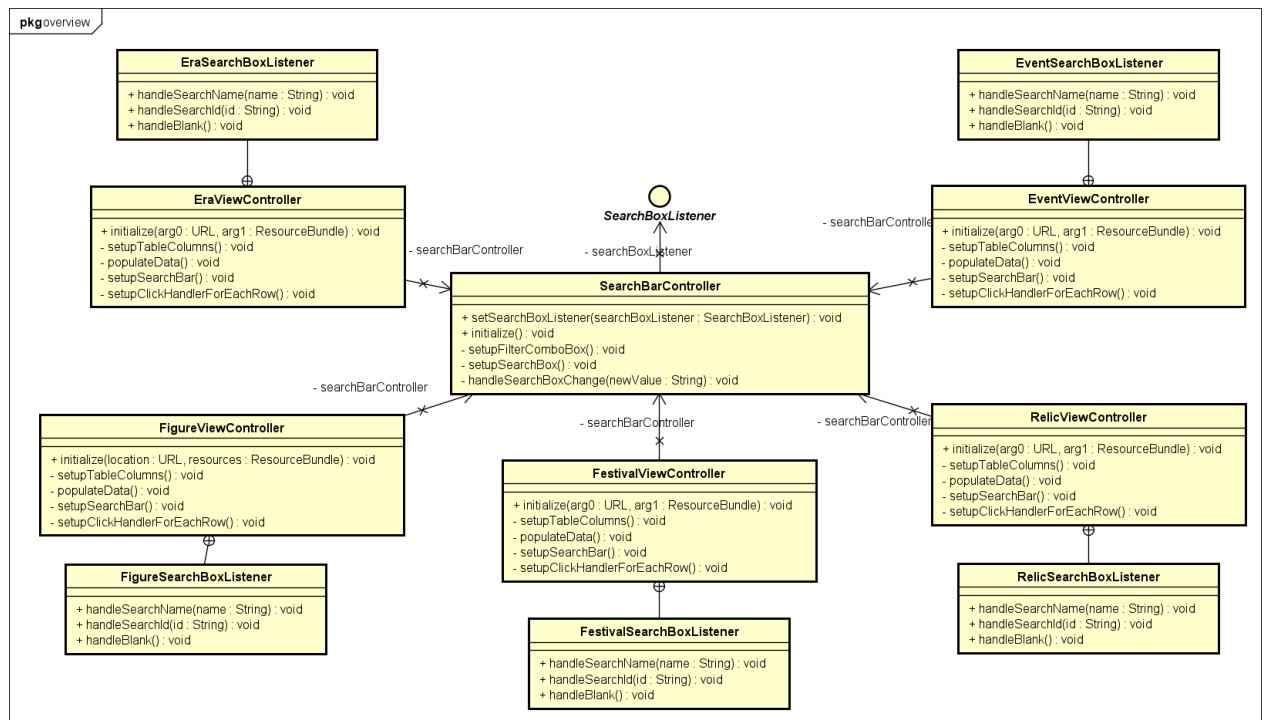 pkg overview
EraSearchBoxListener
+ handleSearchName(name : String) : void
+ handleSearchId(id : String) : void
+ handleBlank() : void
EventSearchBoxListener
+ handleSearchName(name : String) : void
+ handleSearchId(id : String) : void
+ handleBlank() : void
EraViewController
+ initialize(arg0 : URL, arg1 : ResourceBundle) : void
- setupTableColumns() : void
- populateData() : void
- setupSearchBar() : void
- setupClickHandlerForEachRow() : void
- searchBarController
SearchBoxListener
- searchBoxListener
- searchBarController
EventViewController
+ initialize(arg0 : URL, arg1 : ResourceBundle) : void
- setupTableColumns() : void
- populateData() : void
- setupSearchBar() : void
- setupClickHandlerForEachRow() : void
SearchBarController
+ setSearchBoxListener(searchBoxListener : SearchBoxListener) : void
+ initialize() : void
- setupFilterComboBox() : void
- setupSearchBox() : void
- handleSearchBoxChange(newValue : String) : void
- searchBarController
- searchBarController
- searchBarController
FigureViewController
+ initialize(location : URL, resources : ResourceBundle) : void
- setupTableColumns() : void
- populateData() : void
- setupSearchBar() : void
- setupClickHandlerForEachRow() : void
FestivalViewController
+ initialize(arg0 : URL, arg1 : ResourceBundle) : void
- setupTableColumns() : void
- populateData() : void
- setupSearchBar() : void
- setupClickHandlerForEachRow() : void
RelicViewController
+ initialize(arg0 : URL, arg1 : ResourceBundle) : void
- setupTableColumns() : void
- populateData() : void
- setupSearchBar() : void
- setupClickHandlerForEachRow() : void
FigureSearchBoxListener
+ handleSearchName(name : String) : void
+ handleSearchId(id : String) : void
+ handleBlank() : void
FestivalSearchBoxListener
+ handleSearchName(name : String) : void
+ handleSearchId(id : String) : void
+ handleBlank() : void
RelicSearchBoxListener
+ handleSearchName(name : String) : void
+ handleSearchId(id : String) : void
+ handleBlank() : void